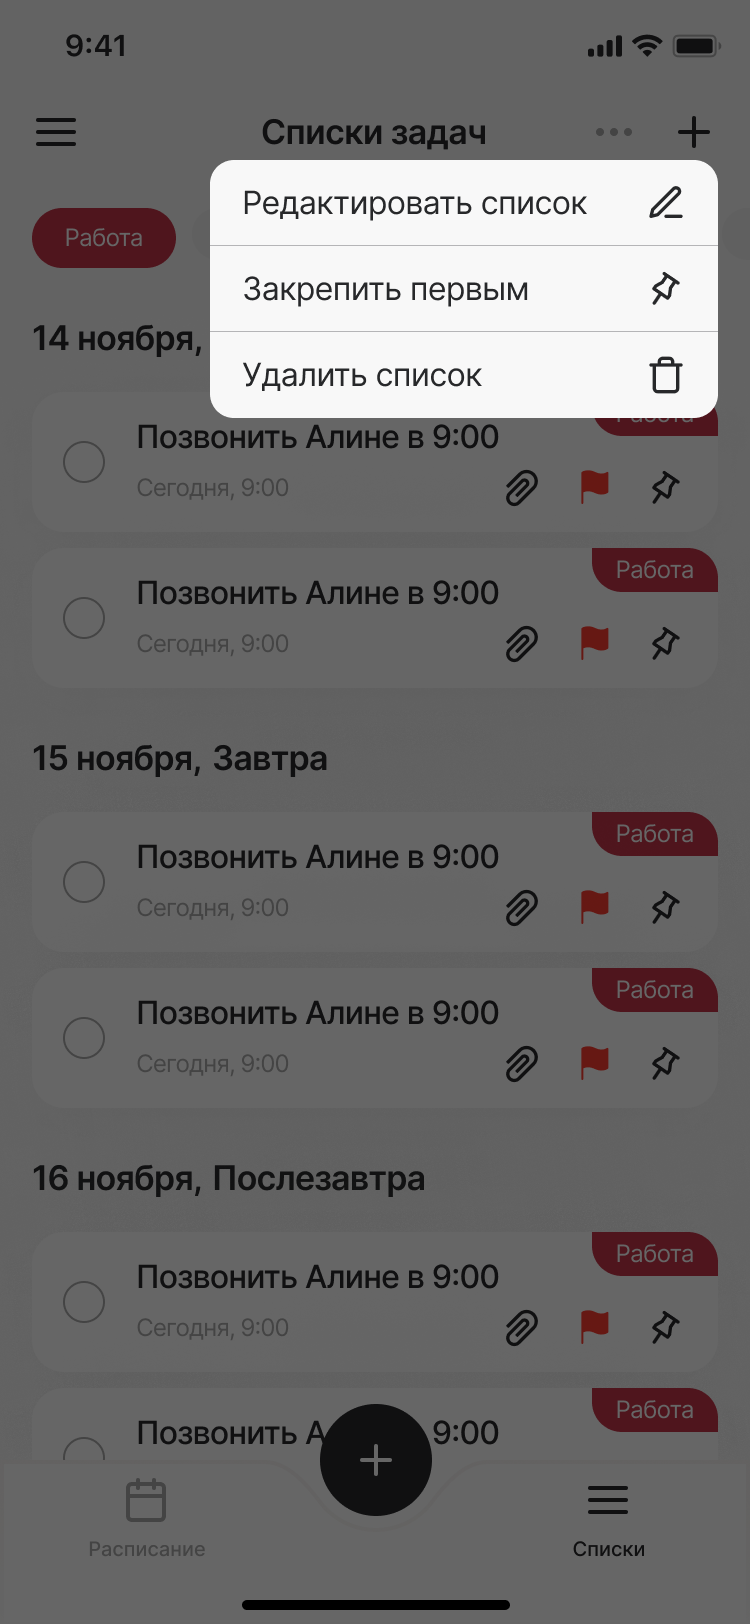 9:41
Списки задач
Редактировать список
Закрепить первым
Удалить список
Работа
14 ноября,
Работа
Позвонить Алине в 9:00
Сегодня, 9:00
Работа
Позвонить Алине в 9:00
Сегодня, 9:00
15 ноября, Завтра
Работа
Позвонить Алине в 9:00
Сегодня, 9:00
Работа
Позвонить Алине в 9:00
Сегодня, 9:00
16 ноября, Послезавтра
Работа
Позвонить Алине в 9:00
Сегодня, 9:00
Работа
Позвонить А 9:00
Расписание
Списки